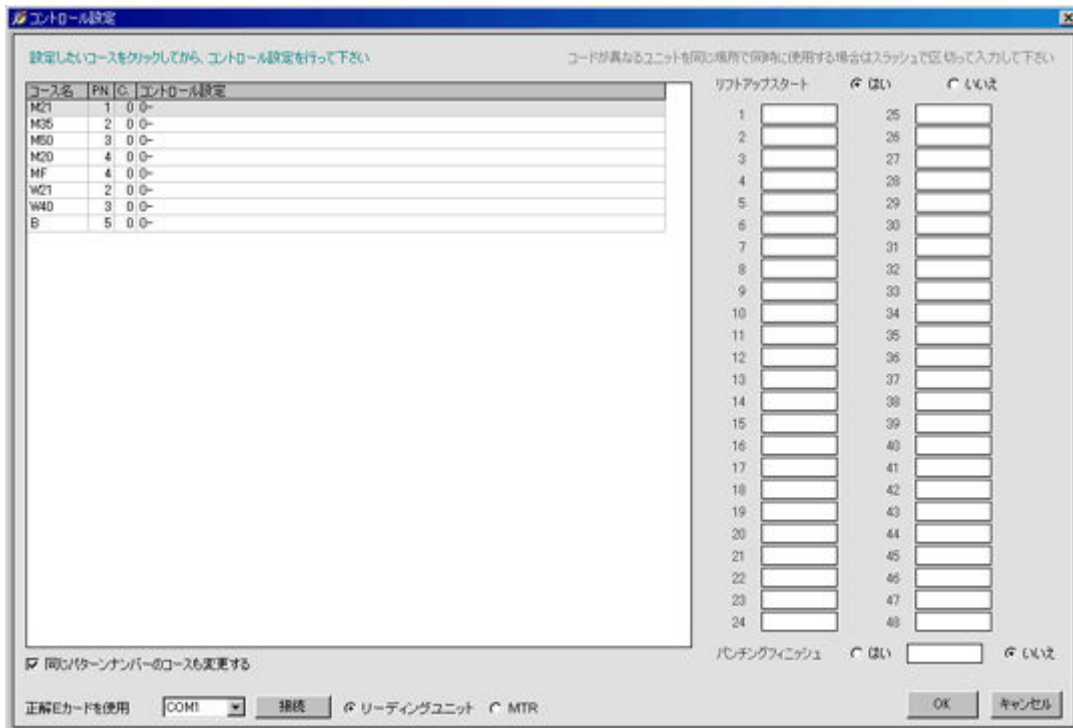 コントロール設定
設定したいコースをクリックしてから、コントロール設定を行って下さい
コードが異なるユニットを同じ場所で同時に使用する場合はスラッシュで区切って入力して下さい
コース名 PN C. コントロール設定
M21 1 0 0-
M35 2 0 0-
M50 3 0 0-
M20 4 0 0-
MF 4 0 0-
W21 2 0 0-
W40 3 0 0-
B 5 0 0-
リフトアップスタート はい いいえ
1 25
2 26
3 27
4 28
5 29
6 30
7 31
8 32
9 33
10 34
11 35
12 36
13 37
14 38
15 39
16 40
17 41
18 42
19 43
20 44
21 45
22 46
23 47
24 48
パンチングフィニッシュ はい いいえ
同じパターンナンバーのコースも変更する
正解Eカードを使用 COM1 接続 リーディングユニット MTR
OK キャンセル